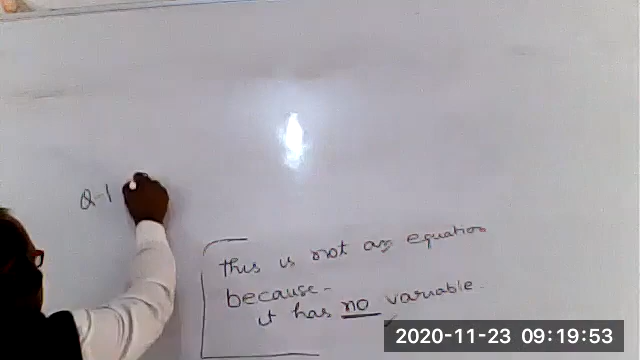 Q-1
This is not an equation
because-
it has no variable.
2020-11-23 09:19:53